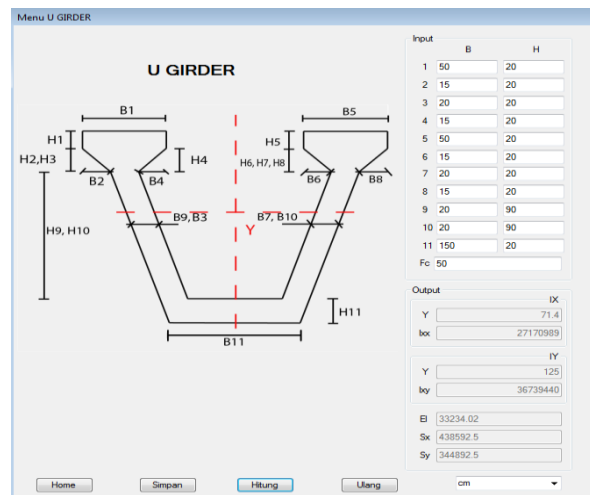 Menu U GIRDER
U GIRDER
B1
B5
H1
H5
H2,H3
H4
H6, H7, H8
B2
B4
B6
B8
B9,B3
B7, B10
Y
H9, H10
H11
B11
Input
B H
1 50 20
2 15 20
3 20 20
4 15 20
5 50 20
6 15 20
7 20 20
8 15 20
9 20 90
10 20 90
11 150 20
Fc 50
Output
IX
Y 71.4
Ixx 27170989
IY
Y 125
Ixy 36739440
EI 33234.02
Sx 438592.5
Sy 344892.5
Home Simpan Hitung Ulang cm